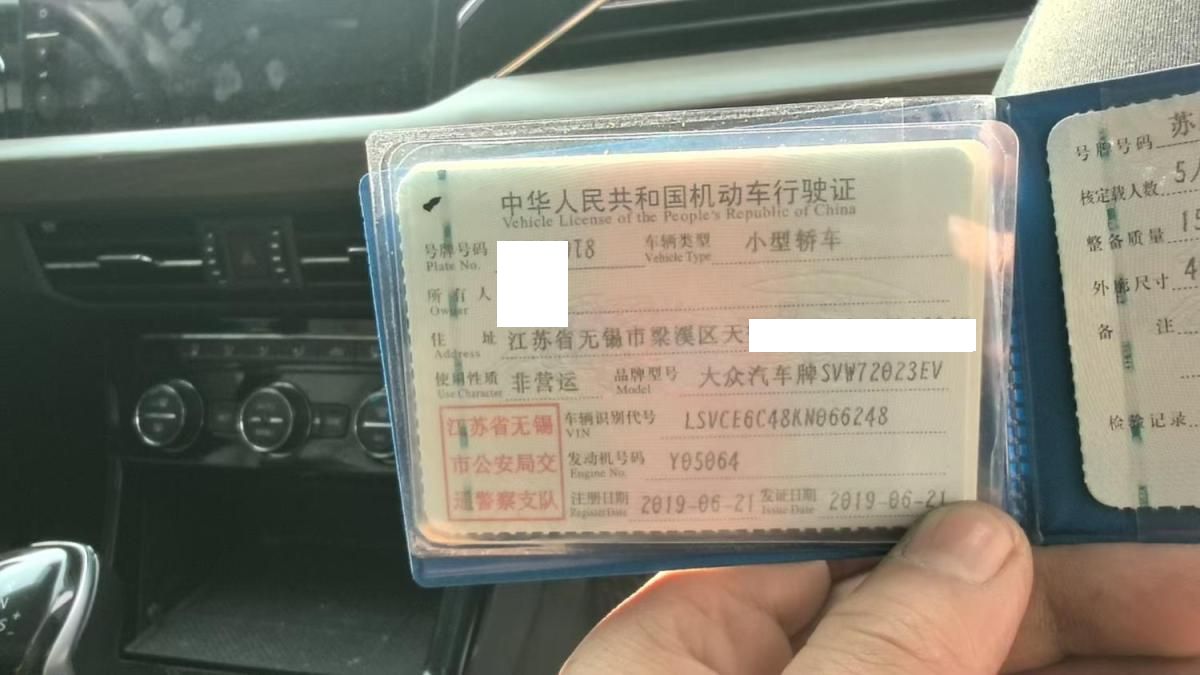 中华人民共和国机动车行驶证
Vehicle License of the People's Republic of China
号牌号码 Plate No. 车辆类型 Vehicle Type 小型轿车
所有人 Owner
住址 Address 江苏省无锡市梁溪区天
使用性质 Use Character 非营运 品牌型号 Model 大众汽车牌SVW72023EV
江苏省无锡市公安局交通警察支队
车辆识别代号 VIN LSVCE6C48KN066248
发动机号码 Engine No. Y05064
注册日期 Register Date 2019-06-21 发证日期 Issue Date 2019-06-21
号牌号码 苏
核定载人数 5
整备质量
外廓尺寸 4
备注
检验记录